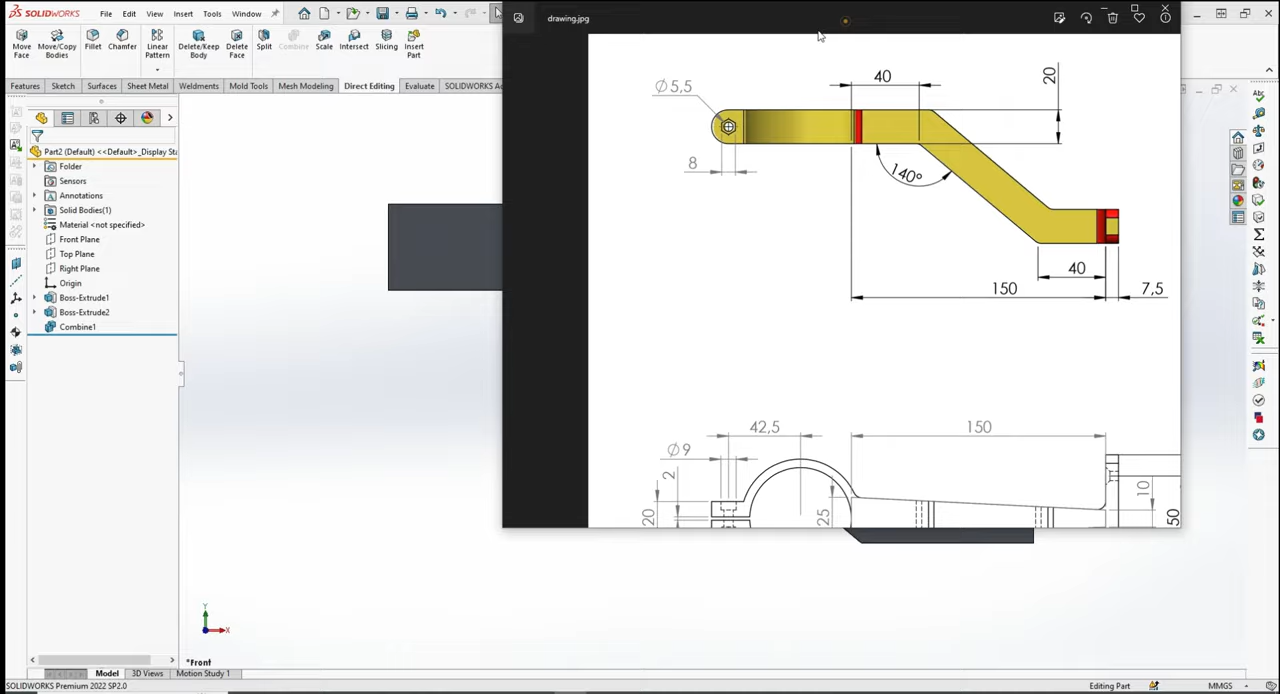 SOLIDWORKS File Edit View Insert Tools Window
drawing.jpg
Move Face
Move/Copy Bodies
Fillet
Chamfer
Linear Pattern
Delete/Keep Body
Delete Face
Split
Combine
Scale
Intersect
Slicing
Insert Part
Features Sketch Surfaces Sheet Metal Weldments Mold Tools Mesh Modeling Direct Editing Evaluate SOLIDWORKS Ad
Part2 (Default) <<Default>_Display Sta
Folder
Sensors
Annotations
Solid Bodies(1)
Material <not specified>
Front Plane
Top Plane
Right Plane
Origin
Boss-Extrude1
Boss-Extrude2
Combine1
40
20
Ø5,5
8
140°
40
150
7,5
42,5
150
Ø9
2
20
25
10
50
Y
X
*Front
Model 3D Views Motion Study 1
SOLIDWORKS Premium 2022 SP2.0
Editing Part
MMGS